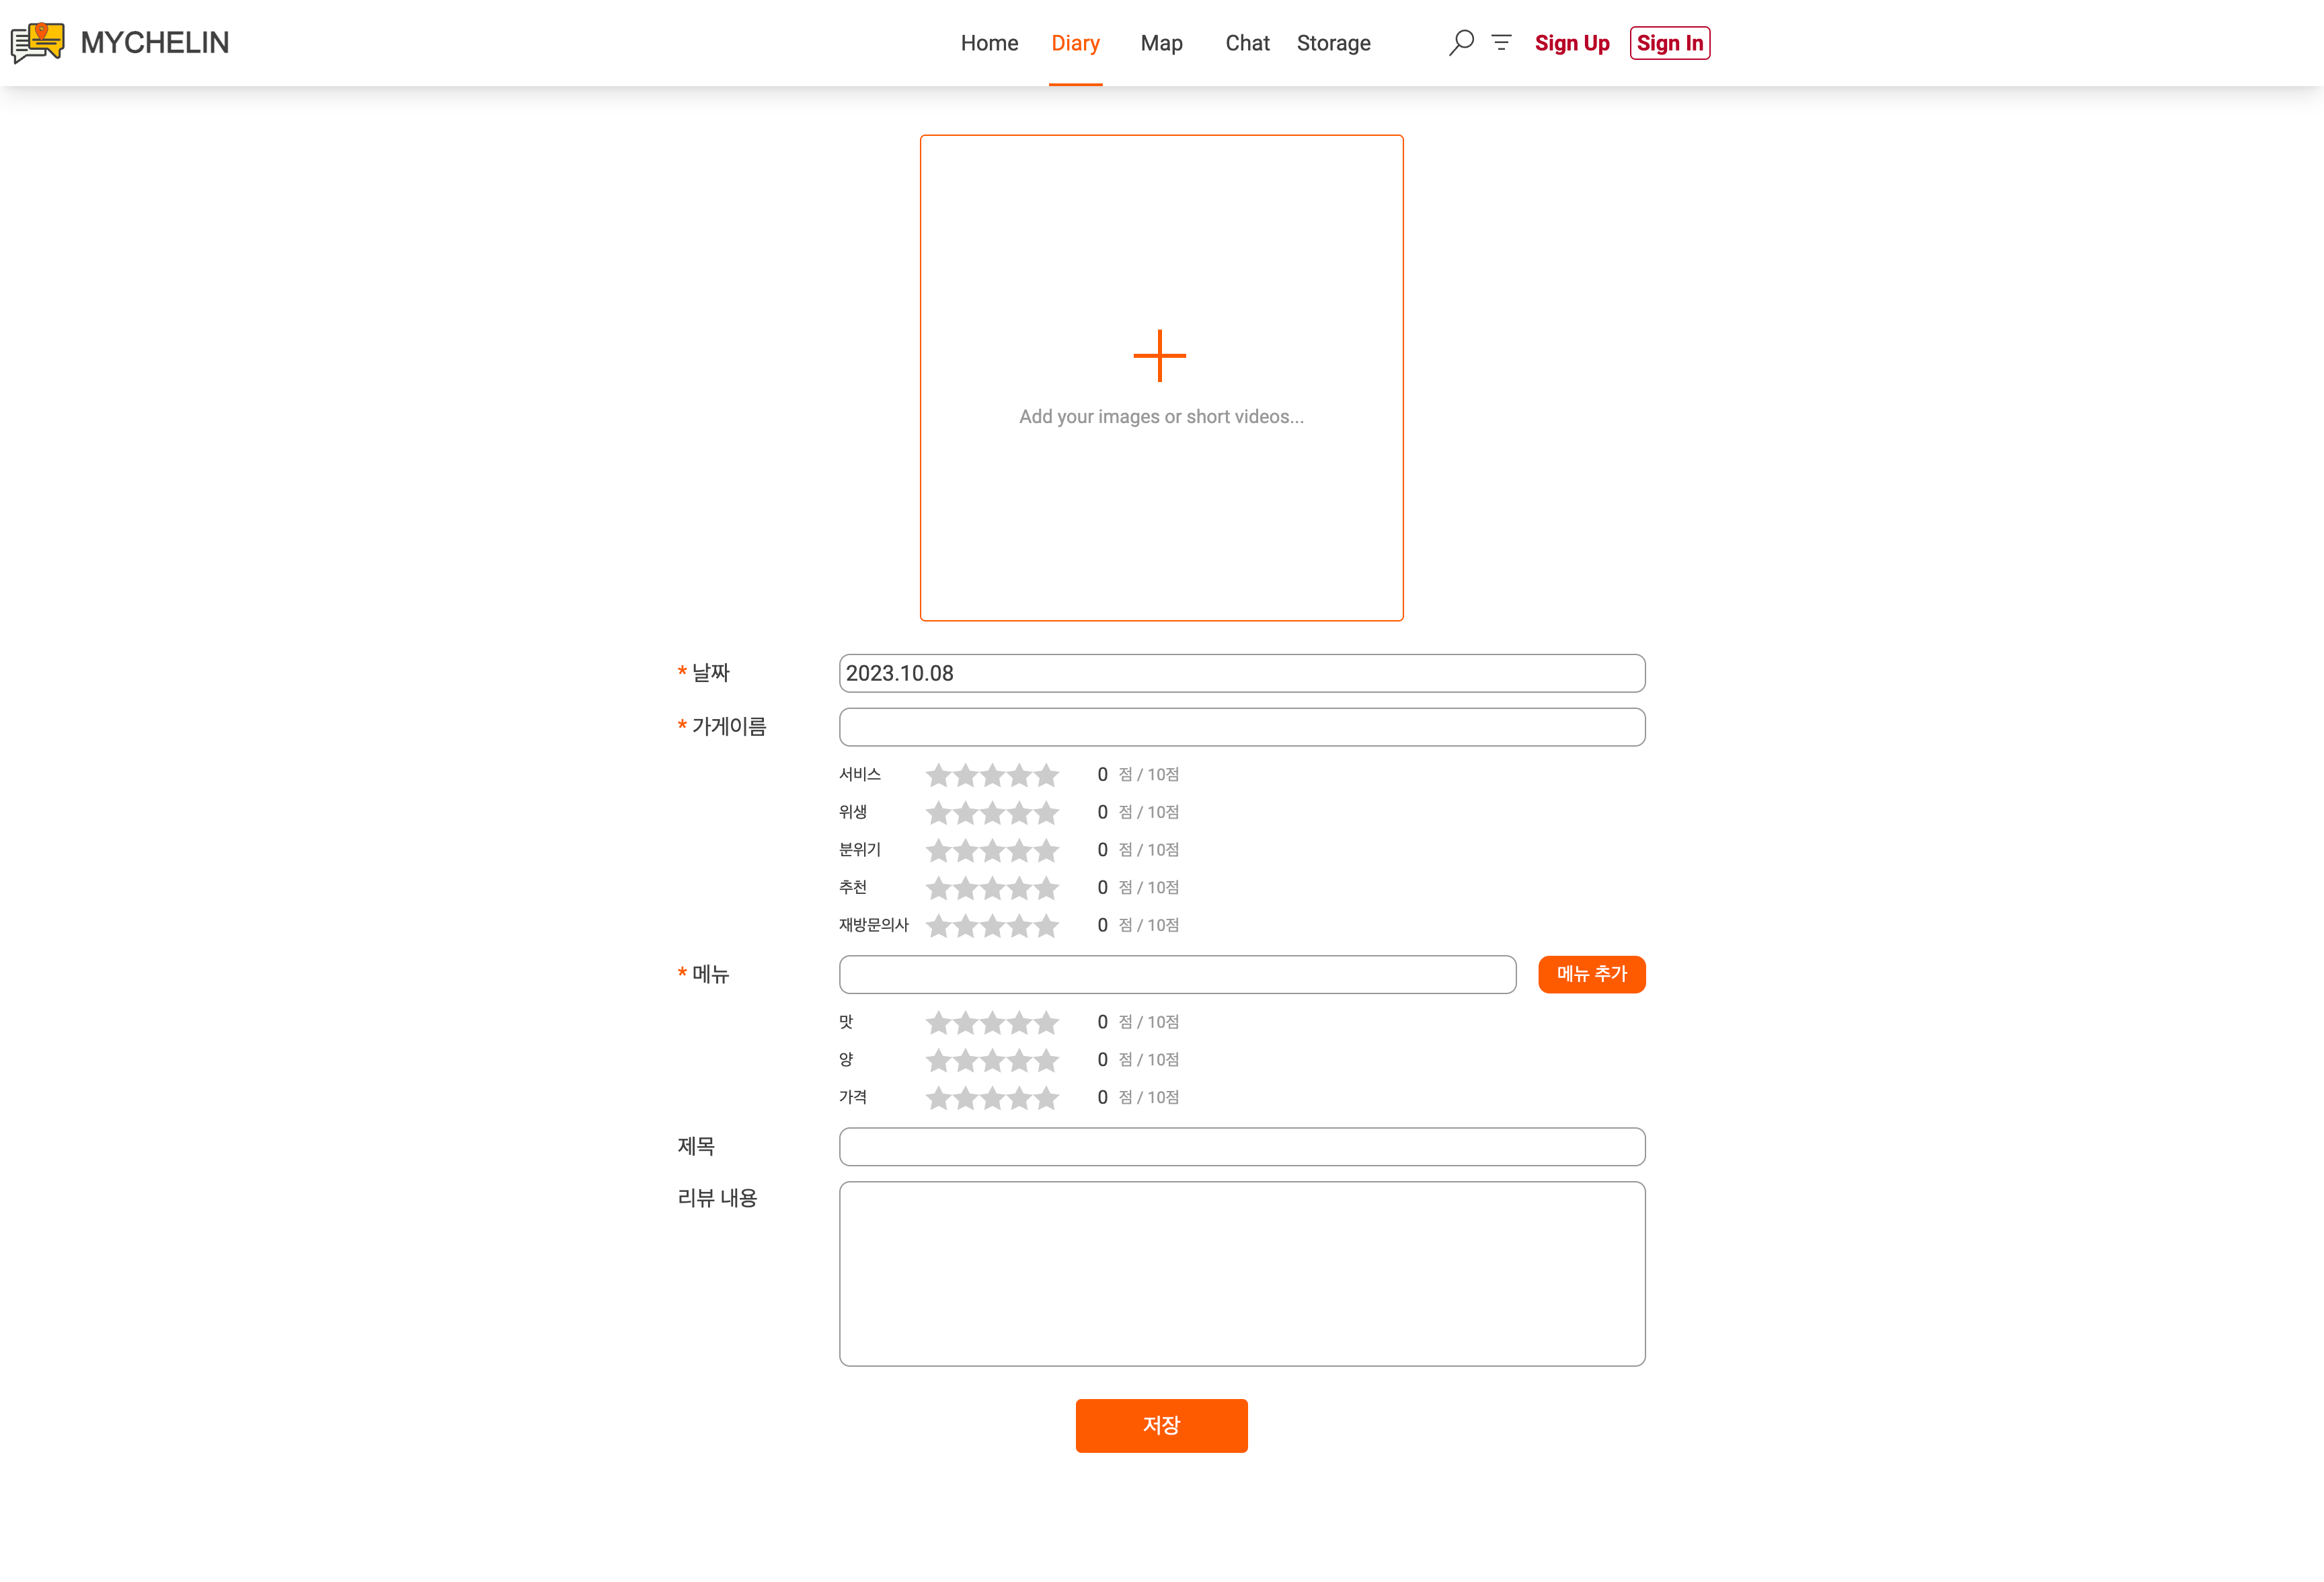 MYCHELIN Home Diary Map Chat Storage Sign Up Sign In
Add your images or short videos...
* 날짜 2023.10.08
* 가게이름
서비스 0 점 / 10점
위생 0 점 / 10점
분위기 0 점 / 10점
추천 0 점 / 10점
재방문의사 0 점 / 10점
* 메뉴 메뉴 추가
맛 0 점 / 10점
양 0 점 / 10점
가격 0 점 / 10점
제목
리뷰 내용
저장